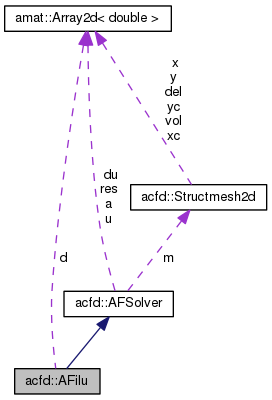 amat::Array2d< double >
x
y
del
yc
vol
xc
du
res
a
u
acfd::Structmesh2d
d
m
acfd::AFSolver
acfd::AFilu